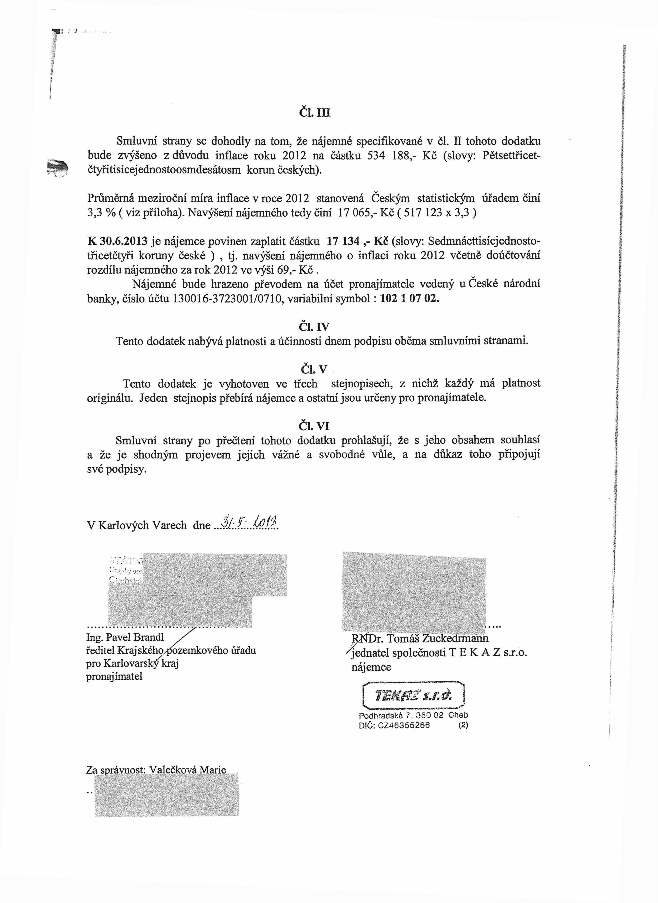 Čl. III
Smluvní strany se dohodly na tom, že nájemné specifikované v čl. II tohoto dodatku
bude zvýšeno z důvodu inflace roku 2012 na částku 534 188,- Kč (slovy: Pětsettřicet-
čtyřitisícejednostoosmdesátosm korun českých).
Průměrná meziroční míra inflace v roce 2012 stanovená Českým statistickým úřadem činí
3,3 % ( viz příloha). Navýšení nájemného tedy činí 17 065,- Kč ( 517 123 x 3,3 )
K 30.6.2013 je nájemce povinen zaplatit částku 17 134 ,- Kč (slovy: Sedmnácttisícjednosto-
třicetčtyři koruny české ) , tj. navýšení nájemného o inflaci roku 2012 včetně doúčtování
rozdílu nájemného za rok 2012 ve výši 69,- Kč .
Nájemné bude hrazeno převodem na účet pronajímatele vedený u České národní
banky, číslo účtu 130016-3723001/0710, variabilní symbol : 102 1 07 02.
Čl. IV
Tento dodatek nabývá platnosti a účinnosti dnem podpisu oběma smluvními stranami.
Čl. V
Tento dodatek je vyhotoven ve třech stejnopisech, z nichž každý má platnost
originálu. Jeden stejnopis přebírá nájemce a ostatní jsou určeny pro pronajímatele.
Čl. VI
Smluvní strany po přečtení tohoto dodatku prohlašují, že s jeho obsahem souhlasí
a že je shodným projevem jejich vážné a svobodné vůle, a na důkaz toho připojují
své podpisy.
V Karlových Varech dne ..31.5. 2013.
Ing. Pavel Brandl
ředitel Krajského pozemkového úřadu
pro Karlovarský kraj
pronajímatel
RNDr. Tomáš Zuckedrmann
jednatel společnosti T E K A Z s.r.o.
nájemce
TEKAZ s.r.o.
Podhradská 7, 350 02 Cheb
DIČ: CZ46355286 (2)
Za správnost: Valečková Marie